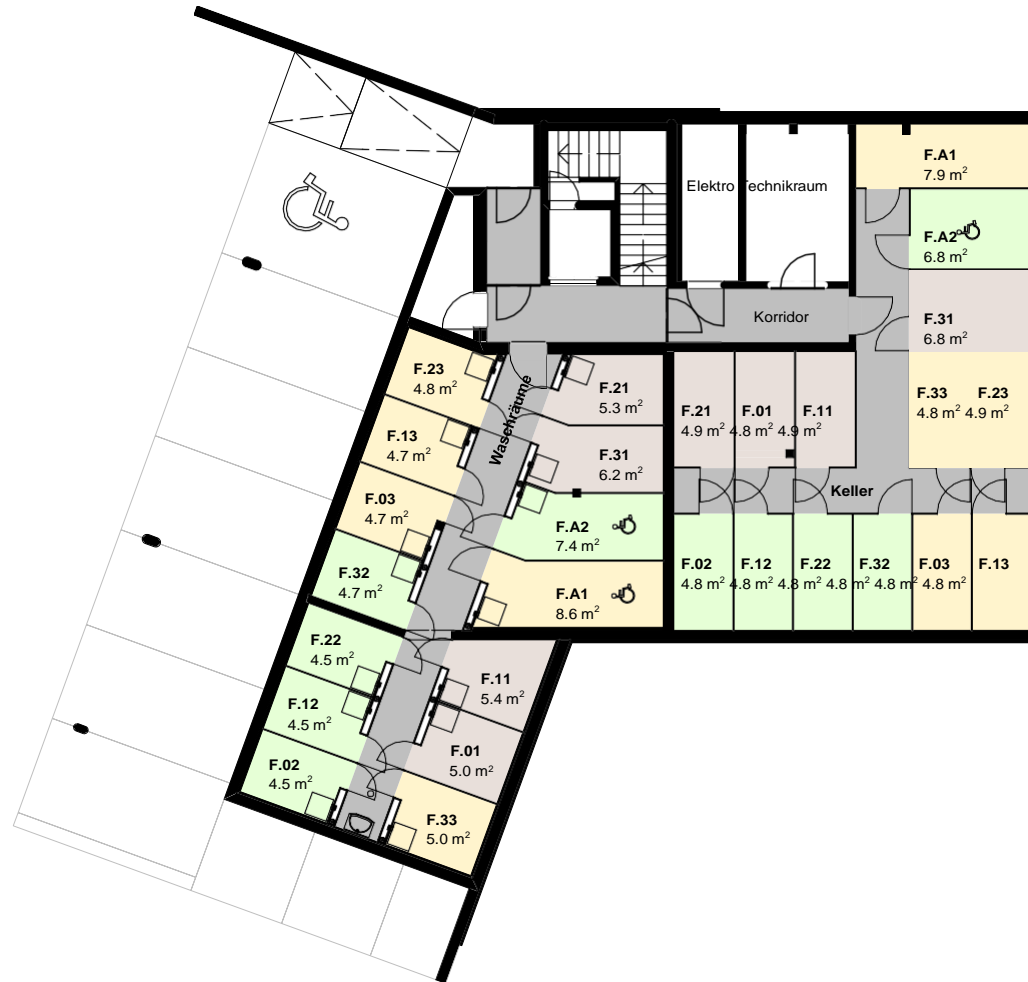 F.A1
7.9 m²
Elektro Technikraum
F.A2
6.8 m²
Korridor
F.31
6.8 m²
F.33 F.23
4.8 m² 4.9 m²
F.23
4.8 m²
Waschräume
F.21
5.3 m²
F.21 F.01 F.11
4.9 m² 4.8 m² 4.9 m²
F.13
4.7 m²
F.31
6.2 m²
Keller
F.03
4.7 m²
F.A2
7.4 m²
F.02 F.12 F.22 F.32 F.03 F.13
4.8 m² 4.8 m² 4.8 m² 4.8 m² 4.8 m²
F.32
4.7 m²
F.A1
8.6 m²
F.22
4.5 m²
F.11
5.4 m²
F.12
4.5 m²
F.01
5.0 m²
F.02
4.5 m²
F.33
5.0 m²